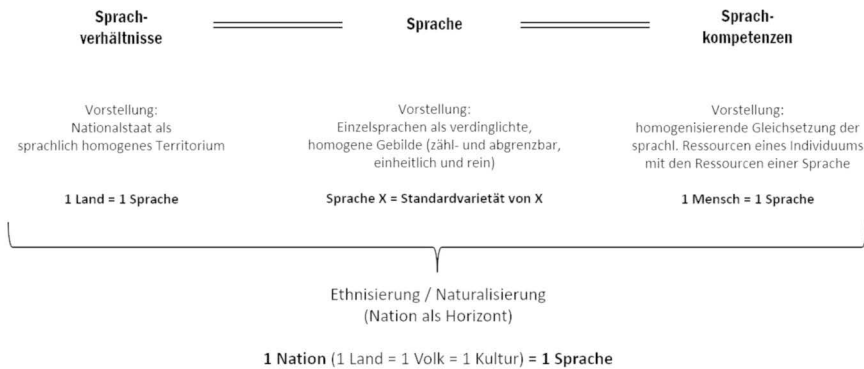 Sprach-
verhältnisse
Sprache
Sprach-
kompetenzen
Vorstellung:
Nationalstaat als
sprachlich homogenes Territorium
Vorstellung:
Einzelsprachen als verdinglichte,
homogene Gebilde (zähl- und abgrenzbar,
einheitlich und rein)
Vorstellung:
homogenisierende Gleichsetzung der
sprachl. Ressourcen eines Individuums
mit den Ressourcen einer Sprache
1 Land = 1 Sprache
Sprache X = Standardvarietät von X
1 Mensch = 1 Sprache
Ethnisierung / Naturalisierung
(Nation als Horizont)
1 Nation (1 Land = 1 Volk = 1 Kultur) = 1 Sprache